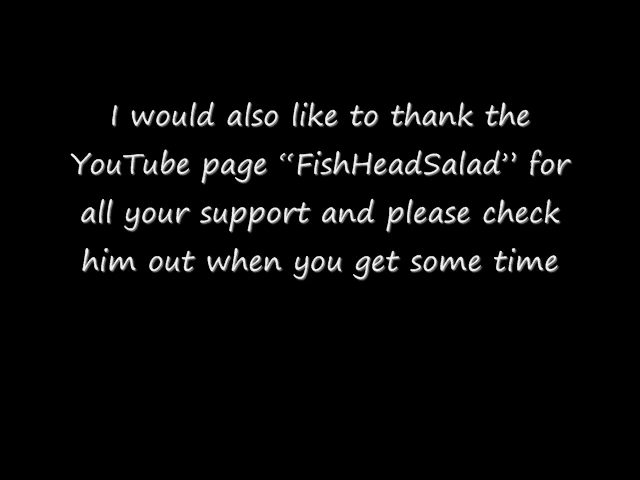 I would also like to thank the
YouTube page “FishHeadSalad” for
all your support and please check
him out when you get some time